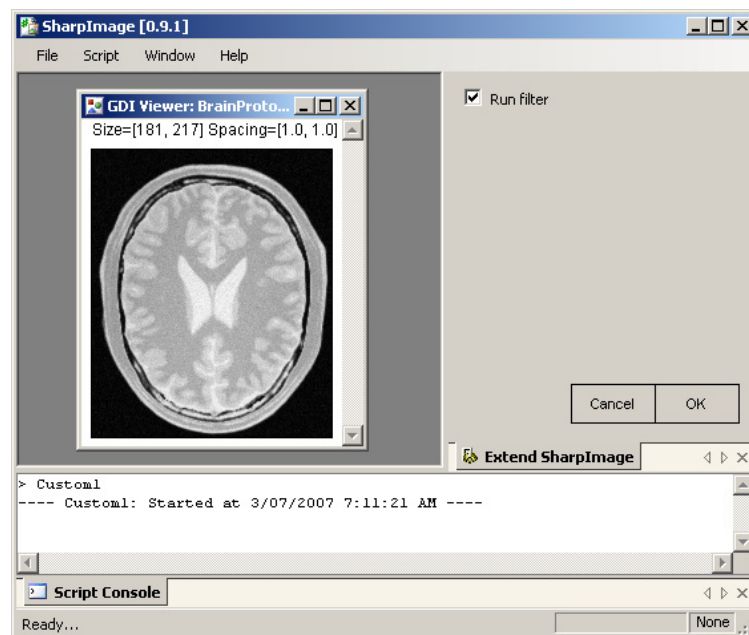 SharpImage [0.9.1]
File Script Window Help
GDI Viewer: BrainProto...
Size=[181, 217] Spacing=[1.0, 1.0]
Run filter
Cancel OK
Extend SharpImage
> Custom1
---- Custom1: Started at 3/07/2007 7:11:21 AM ----
Script Console
Ready...
None